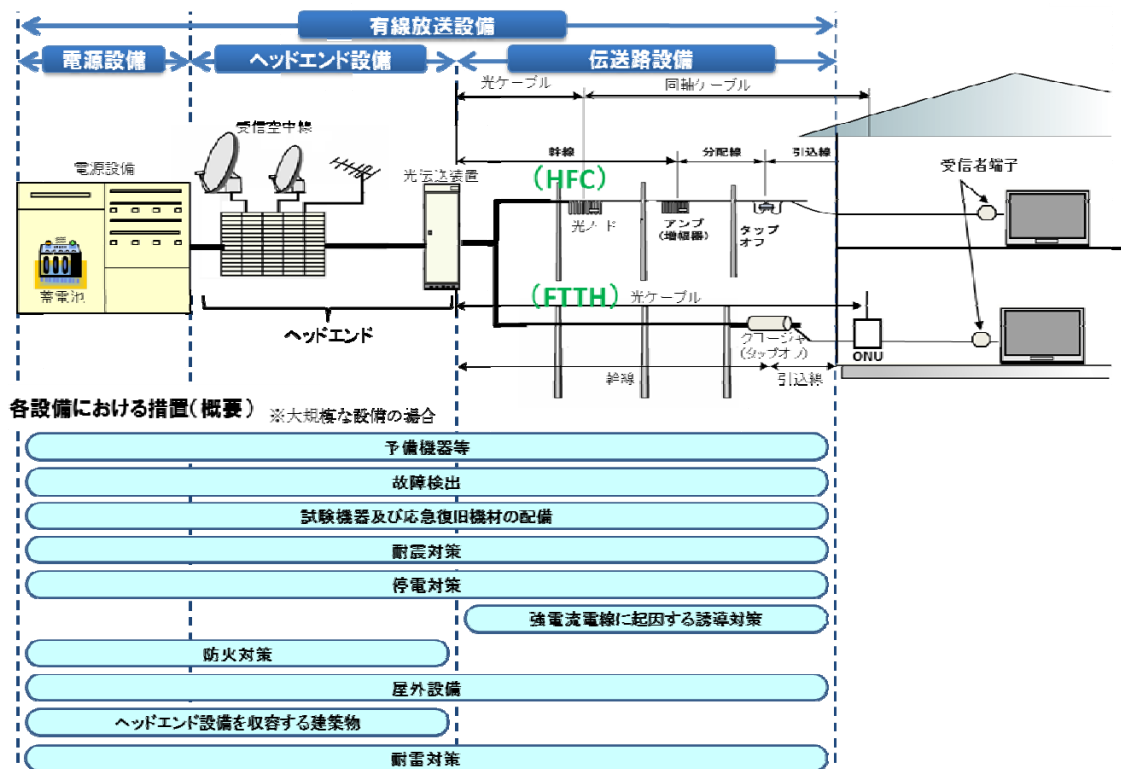 有線放送設備
電源設備
ヘッドエンド設備
伝送路設備
光ケーブル
同軸ケーブル
受信空中線
幹線
分配線
引込線
電源設備
光伝送装置
(HFC)
受信者端子
光ノード
アンプ
(増幅器)
タップ
オフ
蓄電池
(FTTH)
光ケーブル
ヘッドエンド
クロージャ
(タップオフ)
ONU
幹線
引込線
各設備における措置(概要)
※大規模な設備の場合
予備機器等
故障検出
試験機器及び応急復旧機材の配備
耐震対策
停電対策
強電流電線に起因する誘導対策
防火対策
屋外設備
ヘッドエンド設備を収容する建築物
耐雷対策